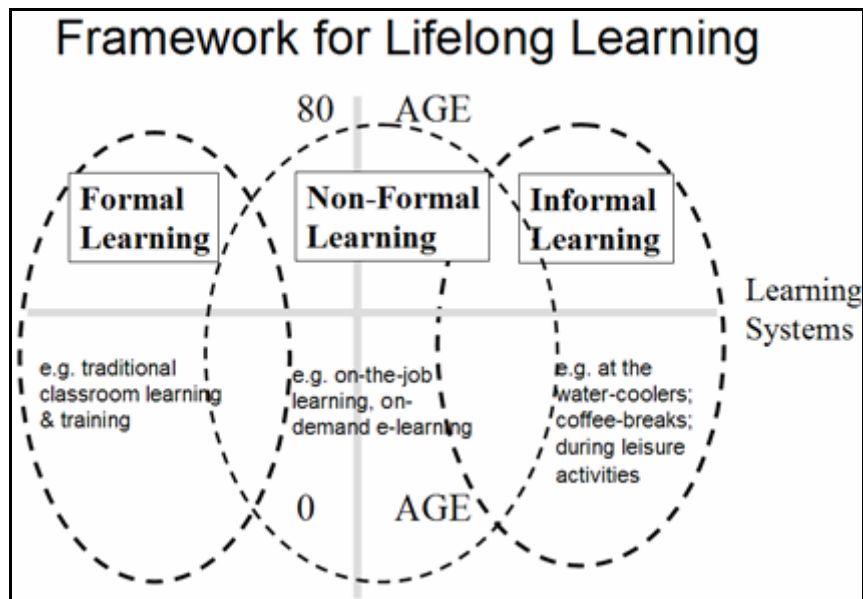 Framework for Lifelong Learning
80 AGE
Formal
Learning
Non-Formal
Learning
Informal
Learning
Learning
Systems
e.g. traditional
classroom learning
& training
e.g. on-the-job
learning, on-
demand e-learning
e.g. at the
water-coolers;
coffee-breaks;
during leisure
activities
0 AGE